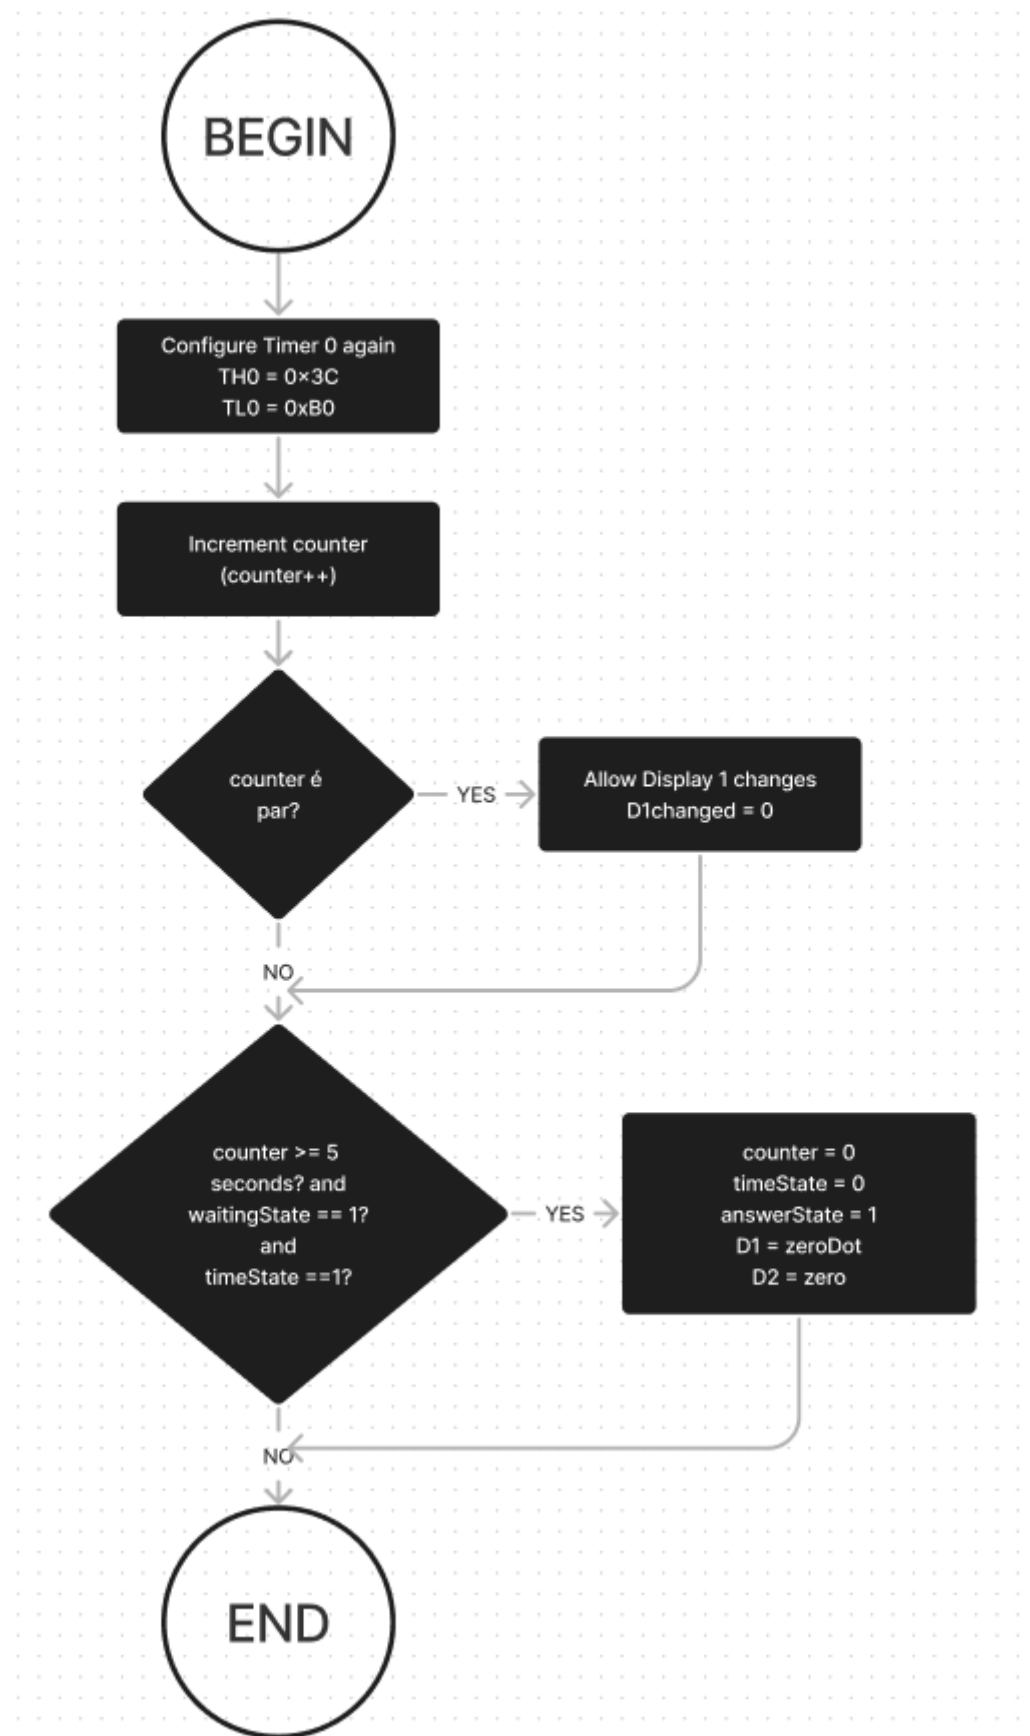 BEGIN
Configure Timer 0 again
TH0 = 0×3C
TL0 = 0xB0
Increment counter
(counter++)
counter é
par?
YES
Allow Display 1 changes
D1changed = 0
NO
counter >= 5
seconds? and
waitingState == 1?
and
timeState ==1?
YES
counter = 0
timeState = 0
answerState = 1
D1 = zeroDot
D2 = zero
NO
END